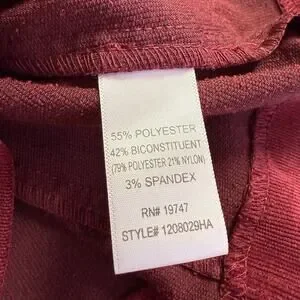 55% POLYESTER
42% BICONSTITUENT
(79% POLYESTER 21% NYLON)
3% SPANDEX
RN# 19747
STYLE# 1208029HA